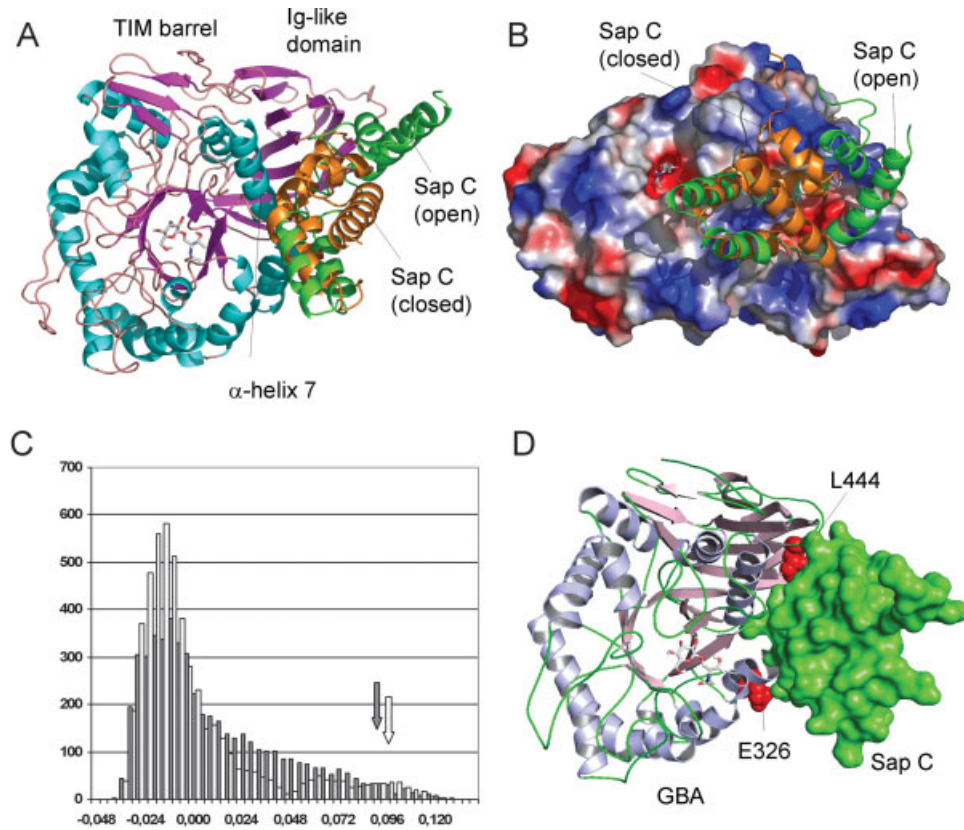 A
TIM barrel
Ig-like
domain
Sap C
(open)
Sap C
(closed)
α-helix 7
B
Sap C
(closed)
Sap C
(open)
C
700
600
500
400
300
200
100
0
-0,048 -0,024 0,000 0,024 0,048 0,072 0,096 0,120
D
L444
E326
Sap C
GBA